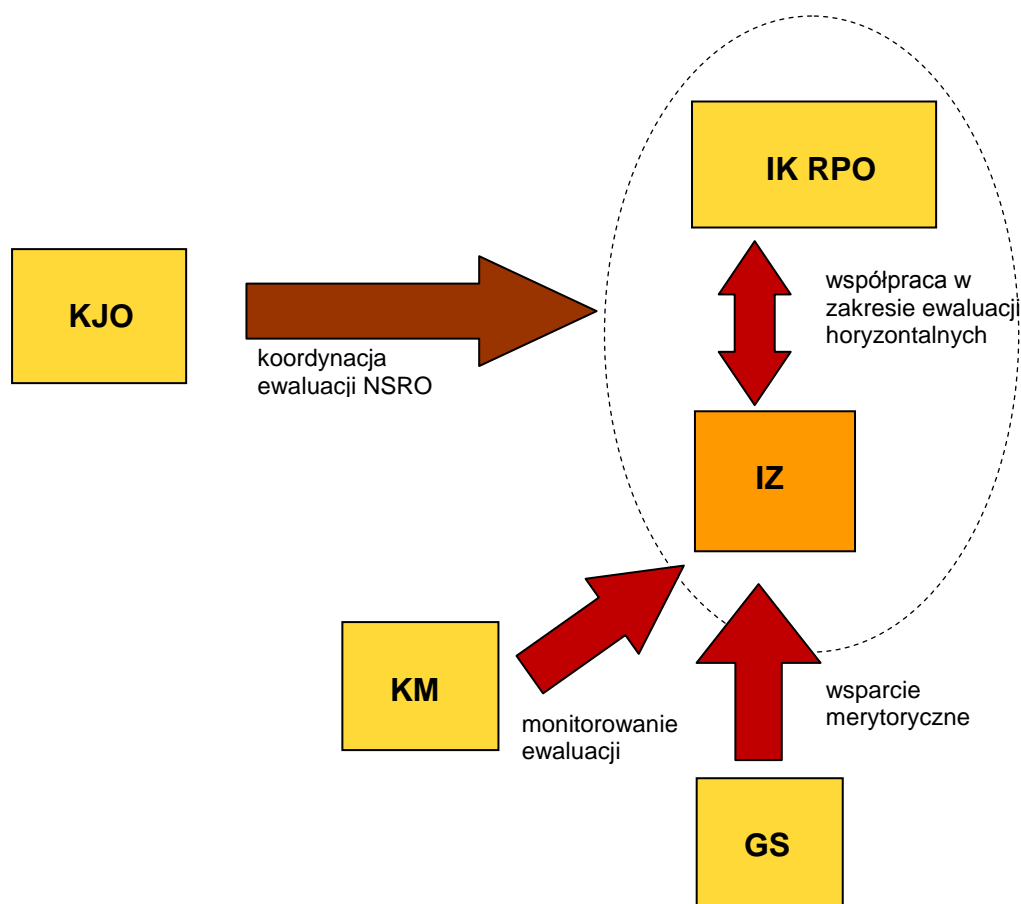 IK RPO
współpraca w
zakresie ewaluacji
horyzontalnych
KJO
koordynacja
ewaluacji NSRO
IZ
KM
monitorowanie
ewaluacji
wsparcie
merytoryczne
GS